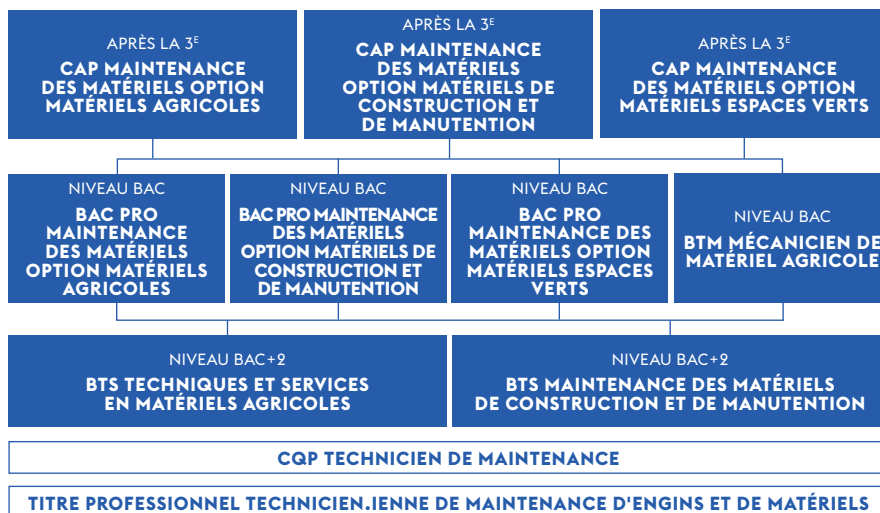 APRÈS LA 3E
CAP MAINTENANCE
DES MATÉRIELS OPTION
MATÉRIELS AGRICOLES
APRÈS LA 3E
CAP MAINTENANCE
DES MATÉRIELS
OPTION MATÉRIELS DE
CONSTRUCTION ET
DE MANUTENTION
APRÈS LA 3E
CAP MAINTENANCE
DES MATÉRIELS OPTION
MATÉRIELS ESPACES VERTS
NIVEAU BAC
BAC PRO
MAINTENANCE
DES MATÉRIELS
OPTION MATÉRIELS
AGRICOLES
NIVEAU BAC
BAC PRO MAINTENANCE
DES MATÉRIELS
OPTION MATÉRIELS DE
CONSTRUCTION ET
DE MANUTENTION
NIVEAU BAC
BAC PRO
MAINTENANCE DES
MATÉRIELS OPTION
MATÉRIELS ESPACES
VERTS
NIVEAU BAC
BTM MÉCANICIEN DE
MATÉRIEL AGRICOLE
NIVEAU BAC+2
BTS TECHNIQUES ET SERVICES
EN MATÉRIELS AGRICOLES
NIVEAU BAC+2
BTS MAINTENANCE DES MATÉRIELS
DE CONSTRUCTION ET DE MANUTENTION
CQP TECHNICIEN DE MAINTENANCE
TITRE PROFESSIONNEL TECHNICIEN.IENNE DE MAINTENANCE D'ENGINS ET DE MATÉRIELS